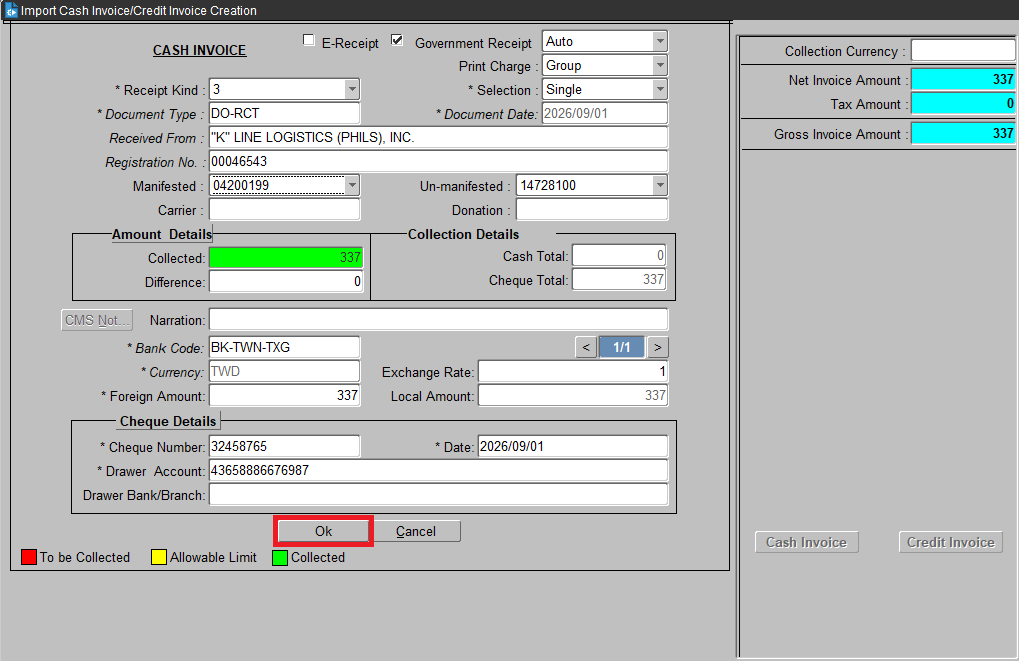 Import Cash Invoice/Credit Invoice Creation
CASH INVOICE
E-Receipt
Government Receipt Auto
Print Charge : Group
* Receipt Kind : 3
* Selection : Single
* Document Type : DO-RCT
* Document Date: 2026/09/01
Received From : "K" LINE LOGISTICS (PHILS), INC.
Registration No. : 00046543
Manifested : 04200199
Un-manifested : 14728100
Carrier :
Donation :
Amount Details
Collected: 337
Difference: 0
Collection Details
Cash Total: 0
Cheque Total: 337
CMS Not...
Narration:
* Bank Code: BK-TWN-TXG
< 1/1 >
* Currency: TWD
Exchange Rate: 1
* Foreign Amount: 337
Local Amount: 337
Cheque Details
* Cheque Number: 32458765
* Date: 2026/09/01
* Drawer Account: 43658886676987
Drawer Bank/Branch:
Ok
Cancel
To be Collected
Allowable Limit
Collected
Collection Currency :
Net Invoice Amount : 337
Tax Amount : 0
Gross Invoice Amount : 337
Cash Invoice
Credit Invoice